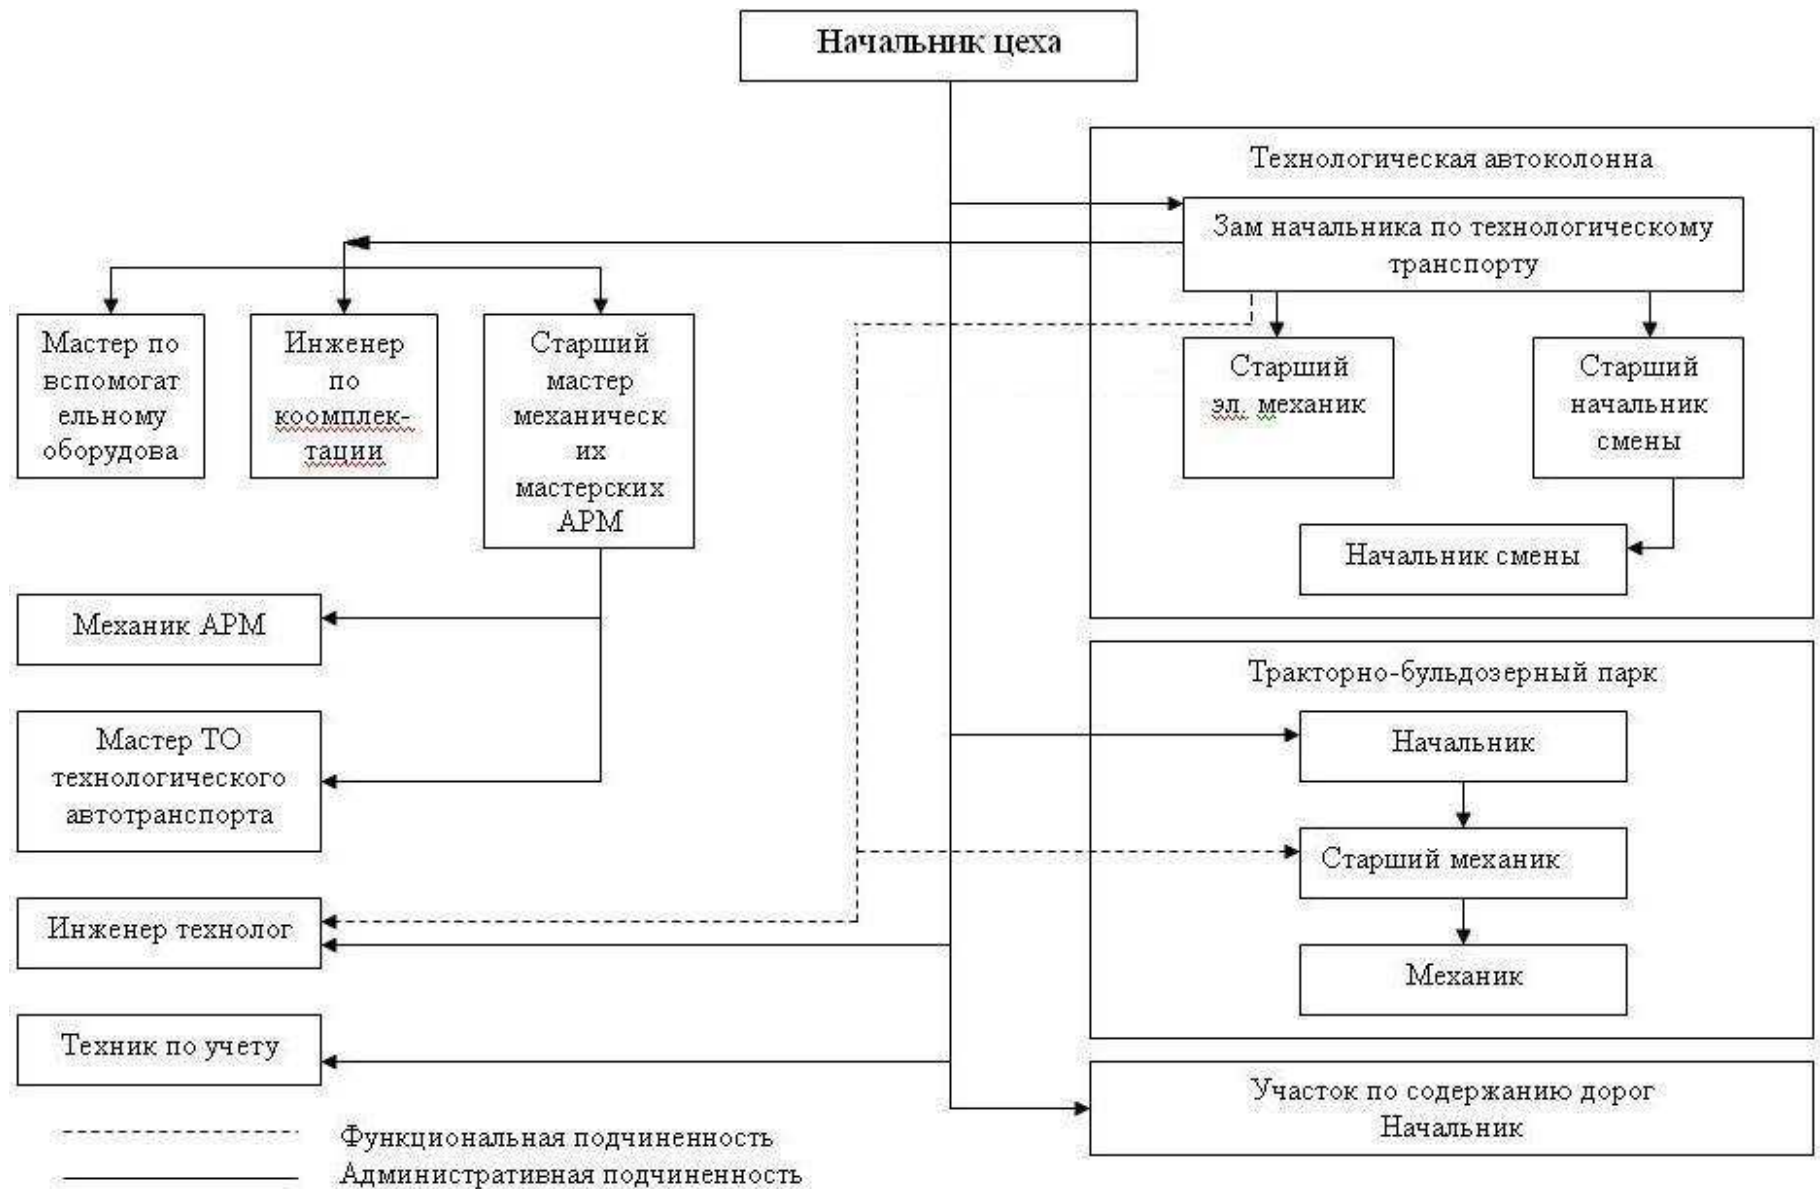 Начальник цеха
Технологическая автоколонна
Зам начальника по технологическому
транспорту
Мастер по
вспомогат
ельному
оборудова
Инженер
по
коомплек-
тации
Старший
мастер
механическ
их
мастерских
АРМ
Старший
эл. механик
Старший
начальник
смены
Начальник смены
Механик АРМ
Мастер ТО
технологического
автотранспорта
Тракторно-бульдозерный парк
Начальник
Старший механик
Механик
Инженер технолог
Техник по учету
Участок по содержанию дорог
Начальник
Функциональная подчиненность
Административная подчиненность